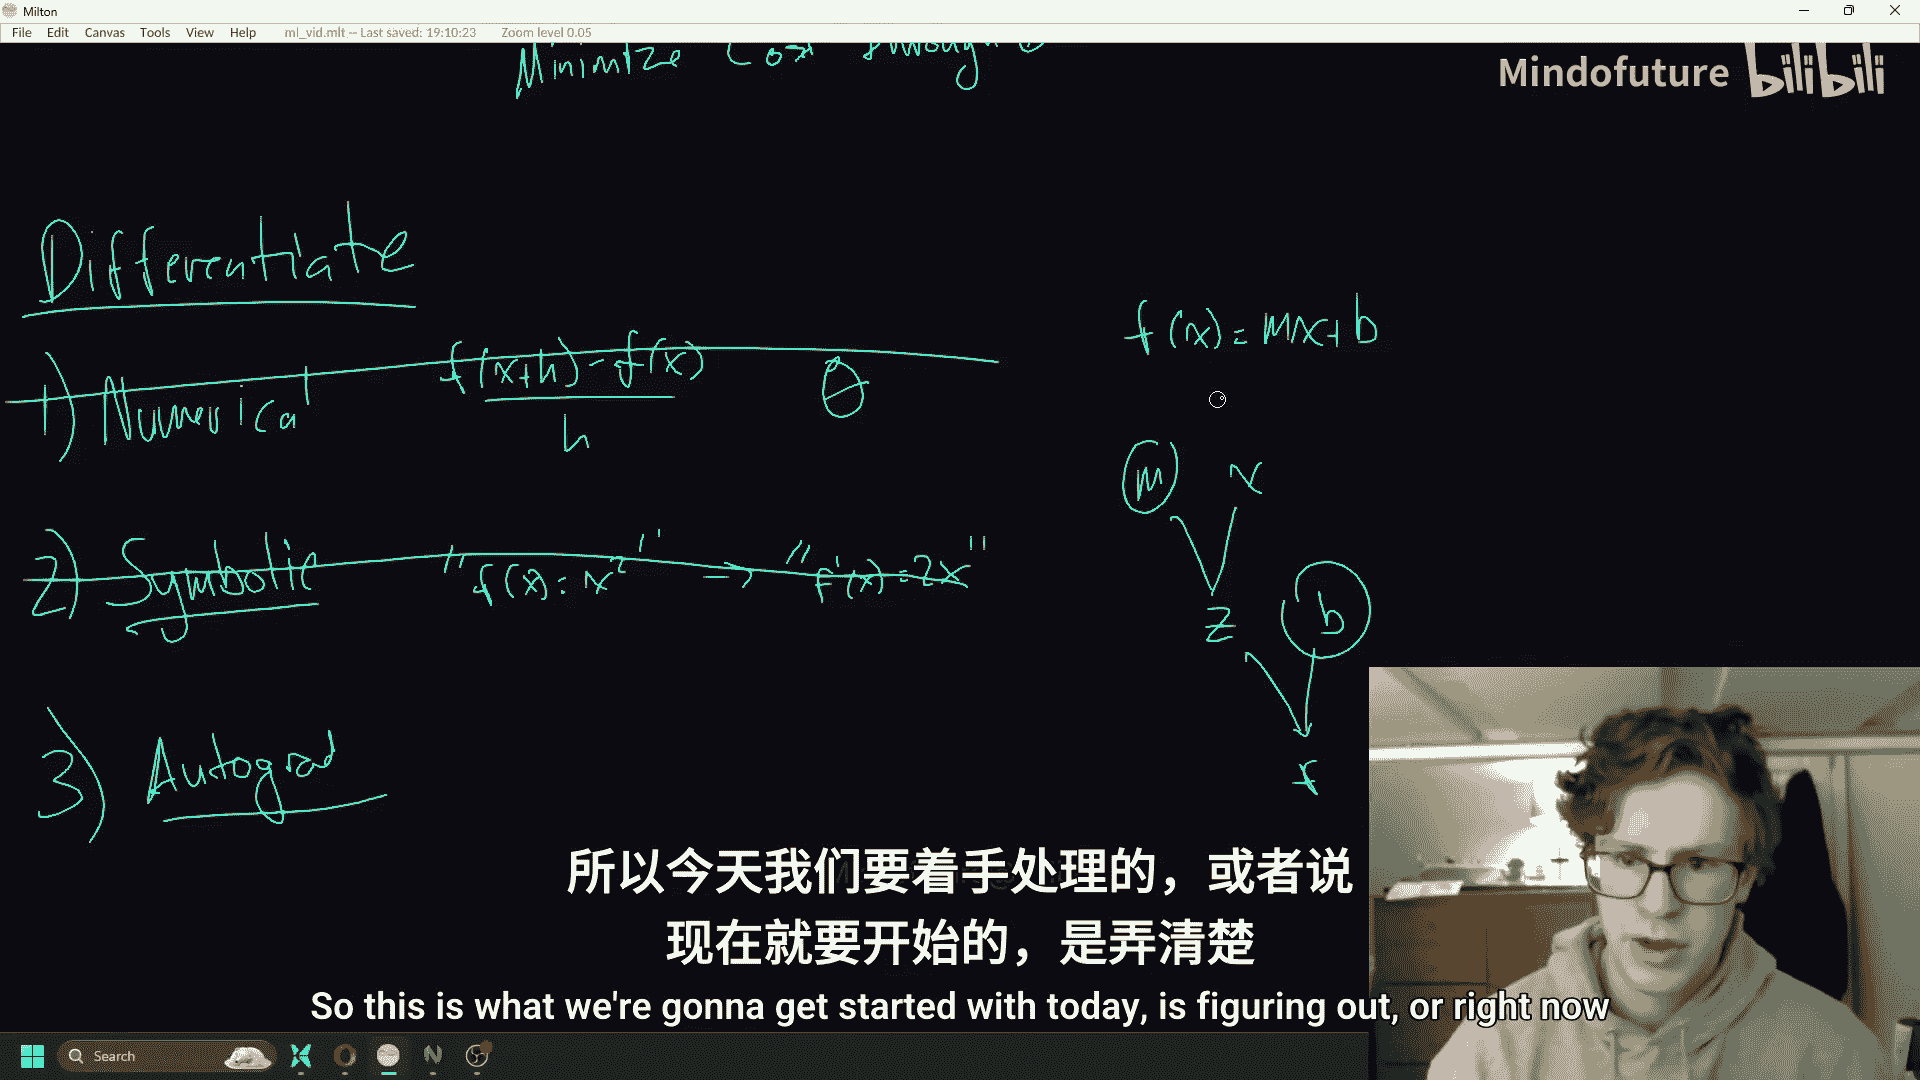 Milton
File Edit Canvas Tools View Help ml_vid.mlt -- Last saved: 19:10:23 Zoom level 0.05
Minimize Cost through
Mindofuture bilibili
Differentiate
1) Numerical f(x+h) - f(x) / h θ
f(x) = mx+b
m x
2) Symbolic "f(x) = x²" → "f'(x) = 2x"
z b
3) Autograd
f
所以今天我们要着手处理的，或者说
现在就要开始的，是弄清楚
So this is what we're gonna get started with today, is figuring out, or right now
Search